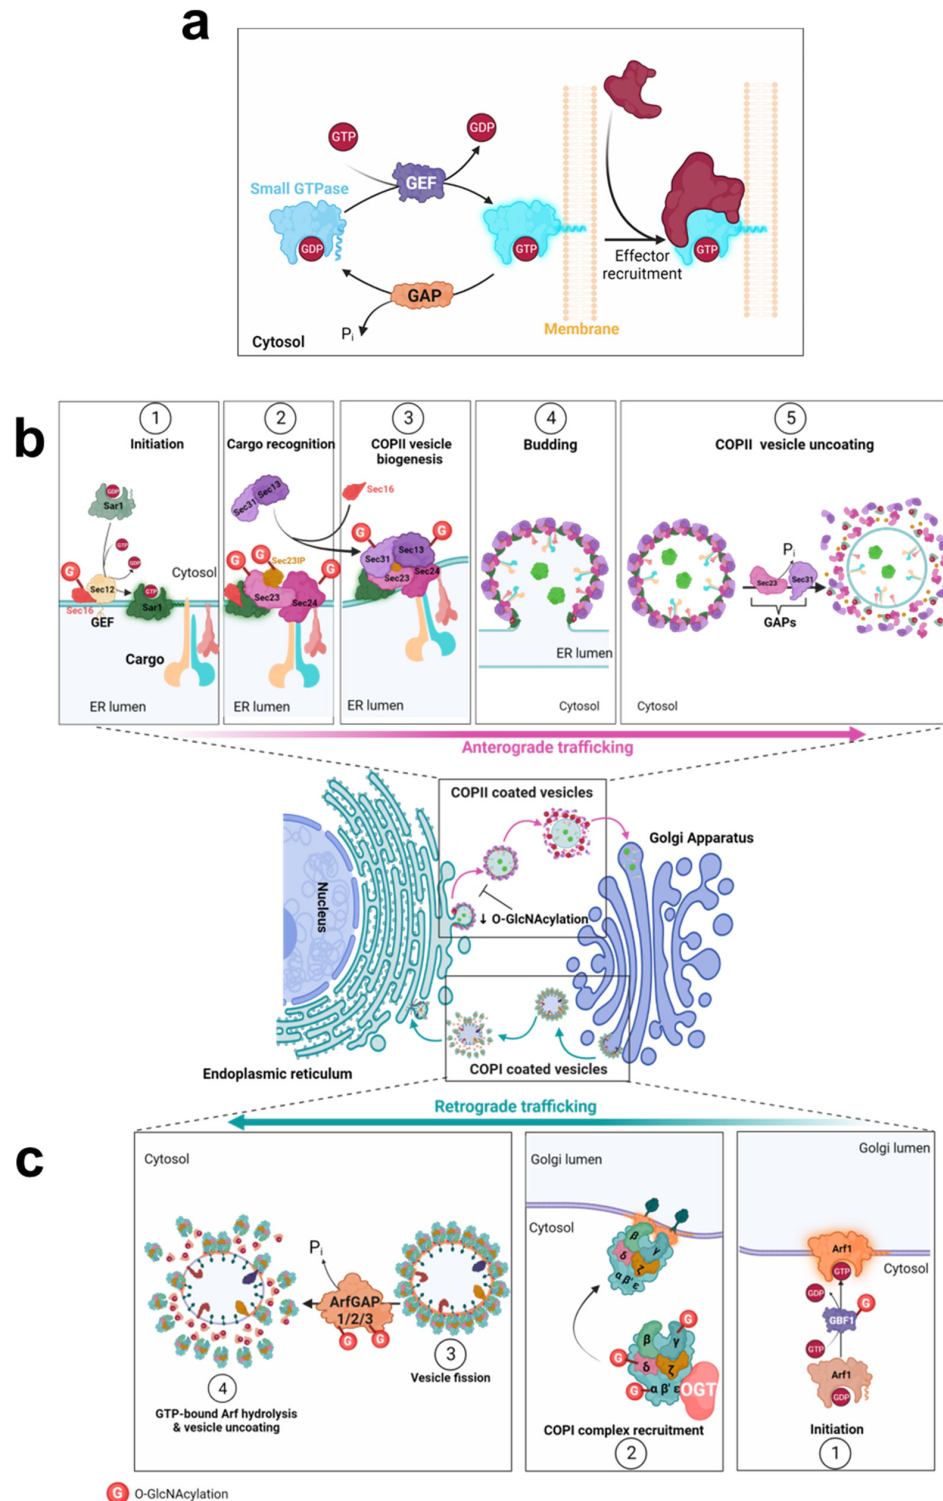 a
GTP
GDP
GEF
Small GTPase
GDP
GTP
GTP
Effector
recruitment
GAP
Pi
Membrane
Cytosol
b
1
Initiation
GDP
Sar1
GTP
GDP
G
Sec12
Cytosol
GTP
Sar1
Sec16
GEF
Cargo
ER lumen
2
Cargo recognition
Sec31
Sec13
G
G
Sec23IP
G
Sec23
Sec24
ER lumen
3
COPII vesicle
biogenesis
Sec16
G
G
Sec31
Sec13
Sec23
Sec24
ER lumen
4
Budding
ER lumen
Cytosol
5
COPII vesicle uncoating
Pi
Sec23
Sec31
GAPs
Cytosol
Anterograde trafficking
COPII coated vesicles
Golgi Apparatus
Nucleus
↓ O-GlcNAcylation
Endoplasmic reticulum
COPI coated vesicles
Retrograde trafficking
c
Cytosol
Pi
ArfGAP
1/2/3
G
G
3
Vesicle fission
4
GTP-bound Arf hydrolysis
& vesicle uncoating
Golgi lumen
Cytosol
β
γ
δ
ζ
α β' ε
G
β
γ
G
δ
ζ
G
α β' ε
OGT
COPI complex recruitment
2
Golgi lumen
Arf1
GTP
Cytosol
GDP
G
GBF1
GTP
Arf1
GDP
Initiation
1
G O-GlcNAcylation